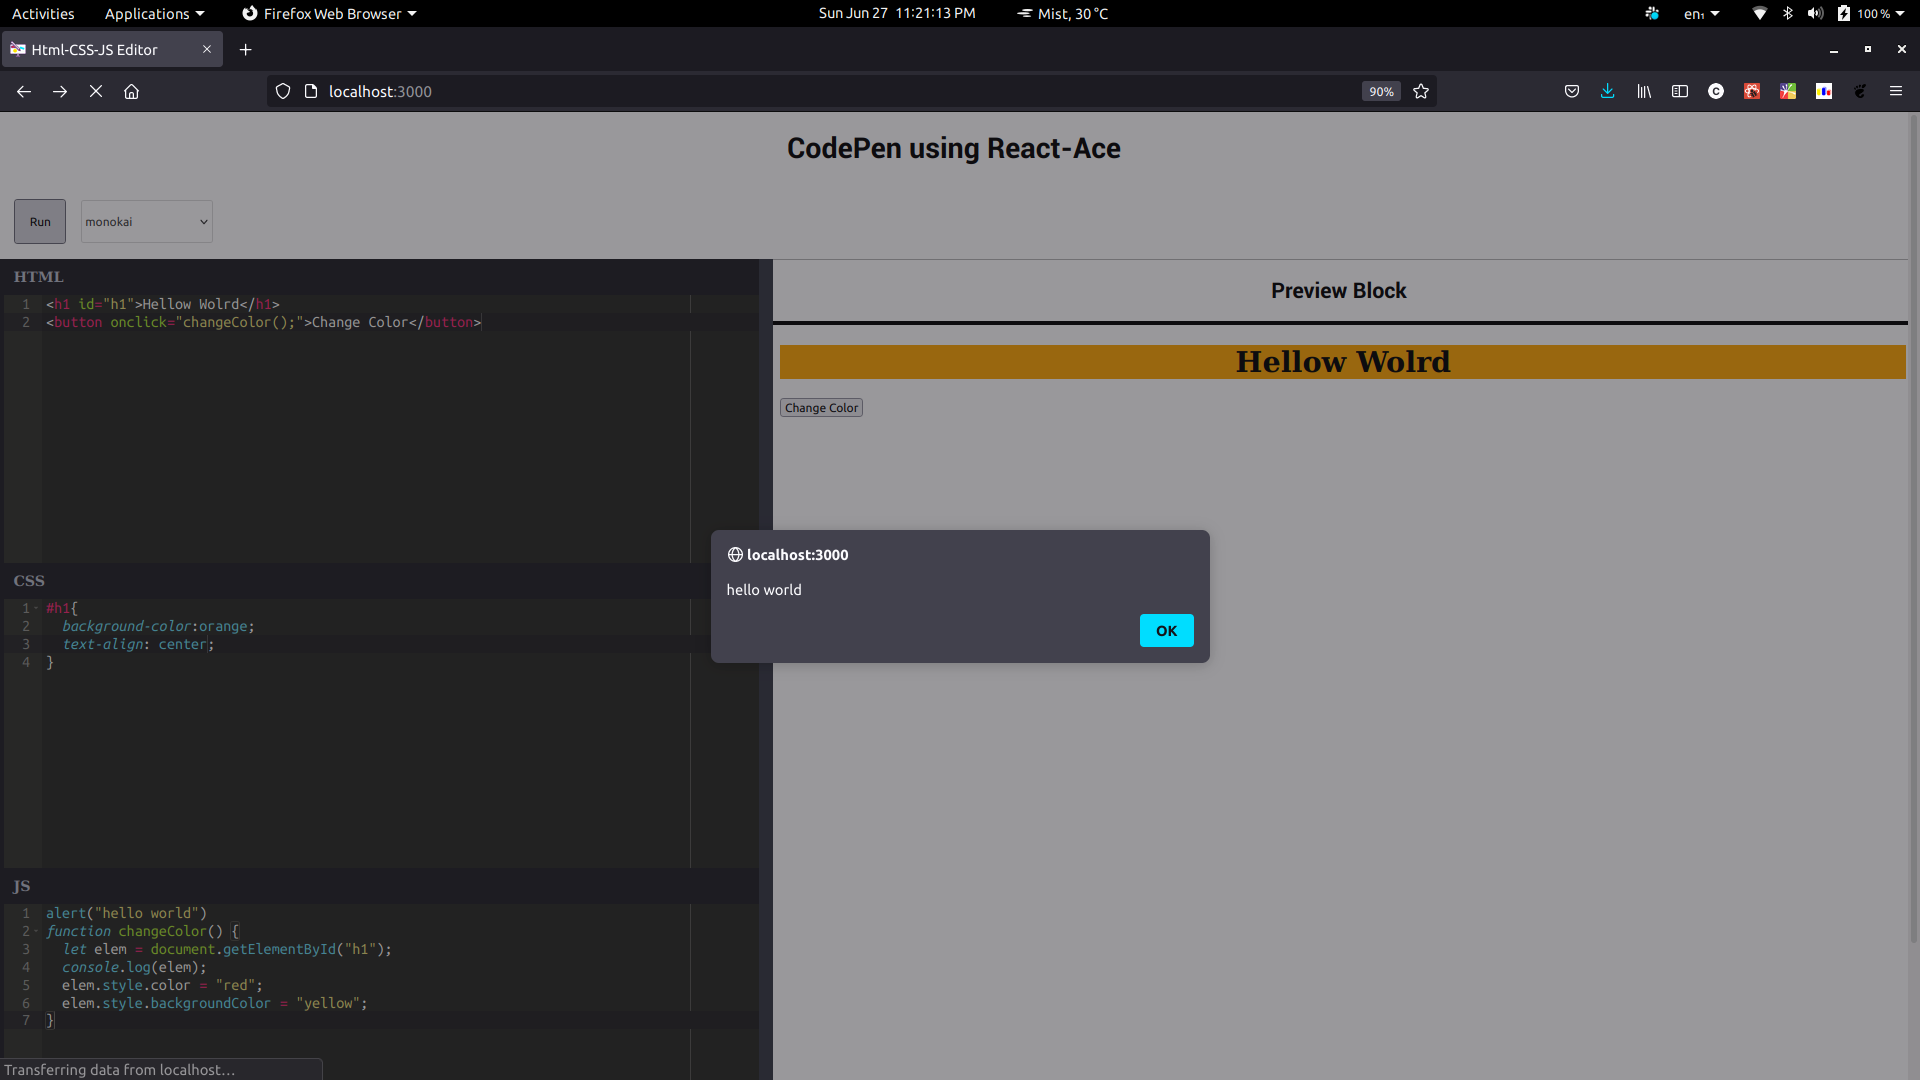 Activities Applications Firefox Web Browser Sun Jun 27 11:21:13 PM Mist, 30 °C en₁ 100 %
Html-CSS-JS Editor
localhost:3000 90%
CodePen using React-Ace
Run monokai
HTML
1 <h1 id="h1">Hellow Wolrd</h1>
2 <button onclick="changeColor();">Change Color</button>
Preview Block
Hellow Wolrd
Change Color
localhost:3000
hello world
OK
CSS
1 #h1{
2 background-color:orange;
3 text-align: center;
4 }
JS
1 alert("hello world")
2 function changeColor() {
3 let elem = document.getElementById("h1");
4 console.log(elem);
5 elem.style.color = "red";
6 elem.style.backgroundColor = "yellow";
7 }
Transferring data from localhost...